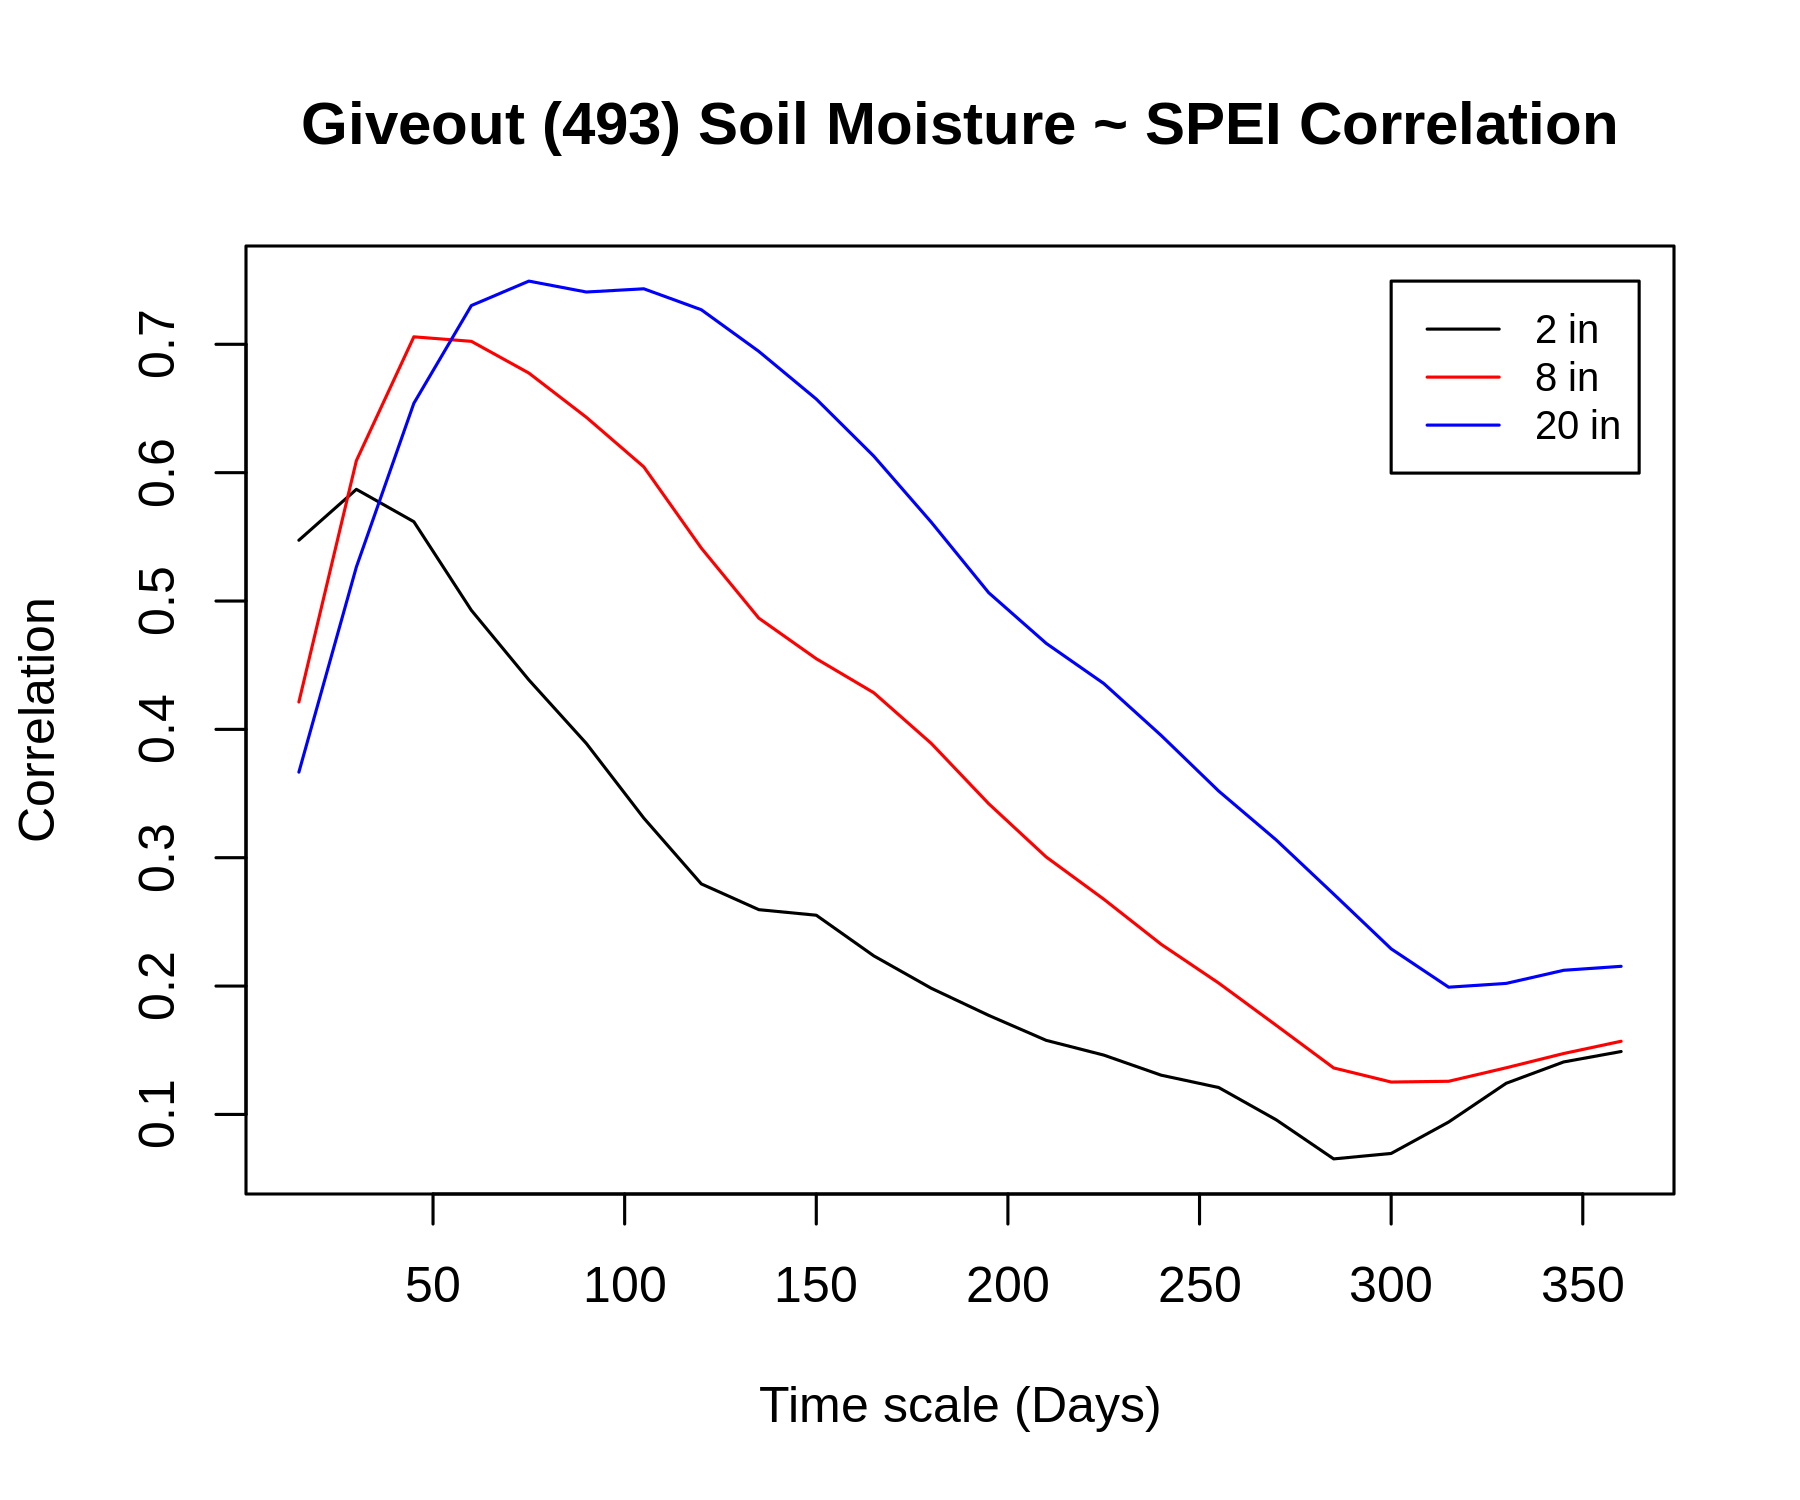 Giveout (493) Soil Moisture ~ SPEI Correlation
2 in
8 in
20 in
Correlation
0.7
0.6
0.5
0.4
0.3
0.2
0.1
50 100 150 200 250 300 350
Time scale (Days)